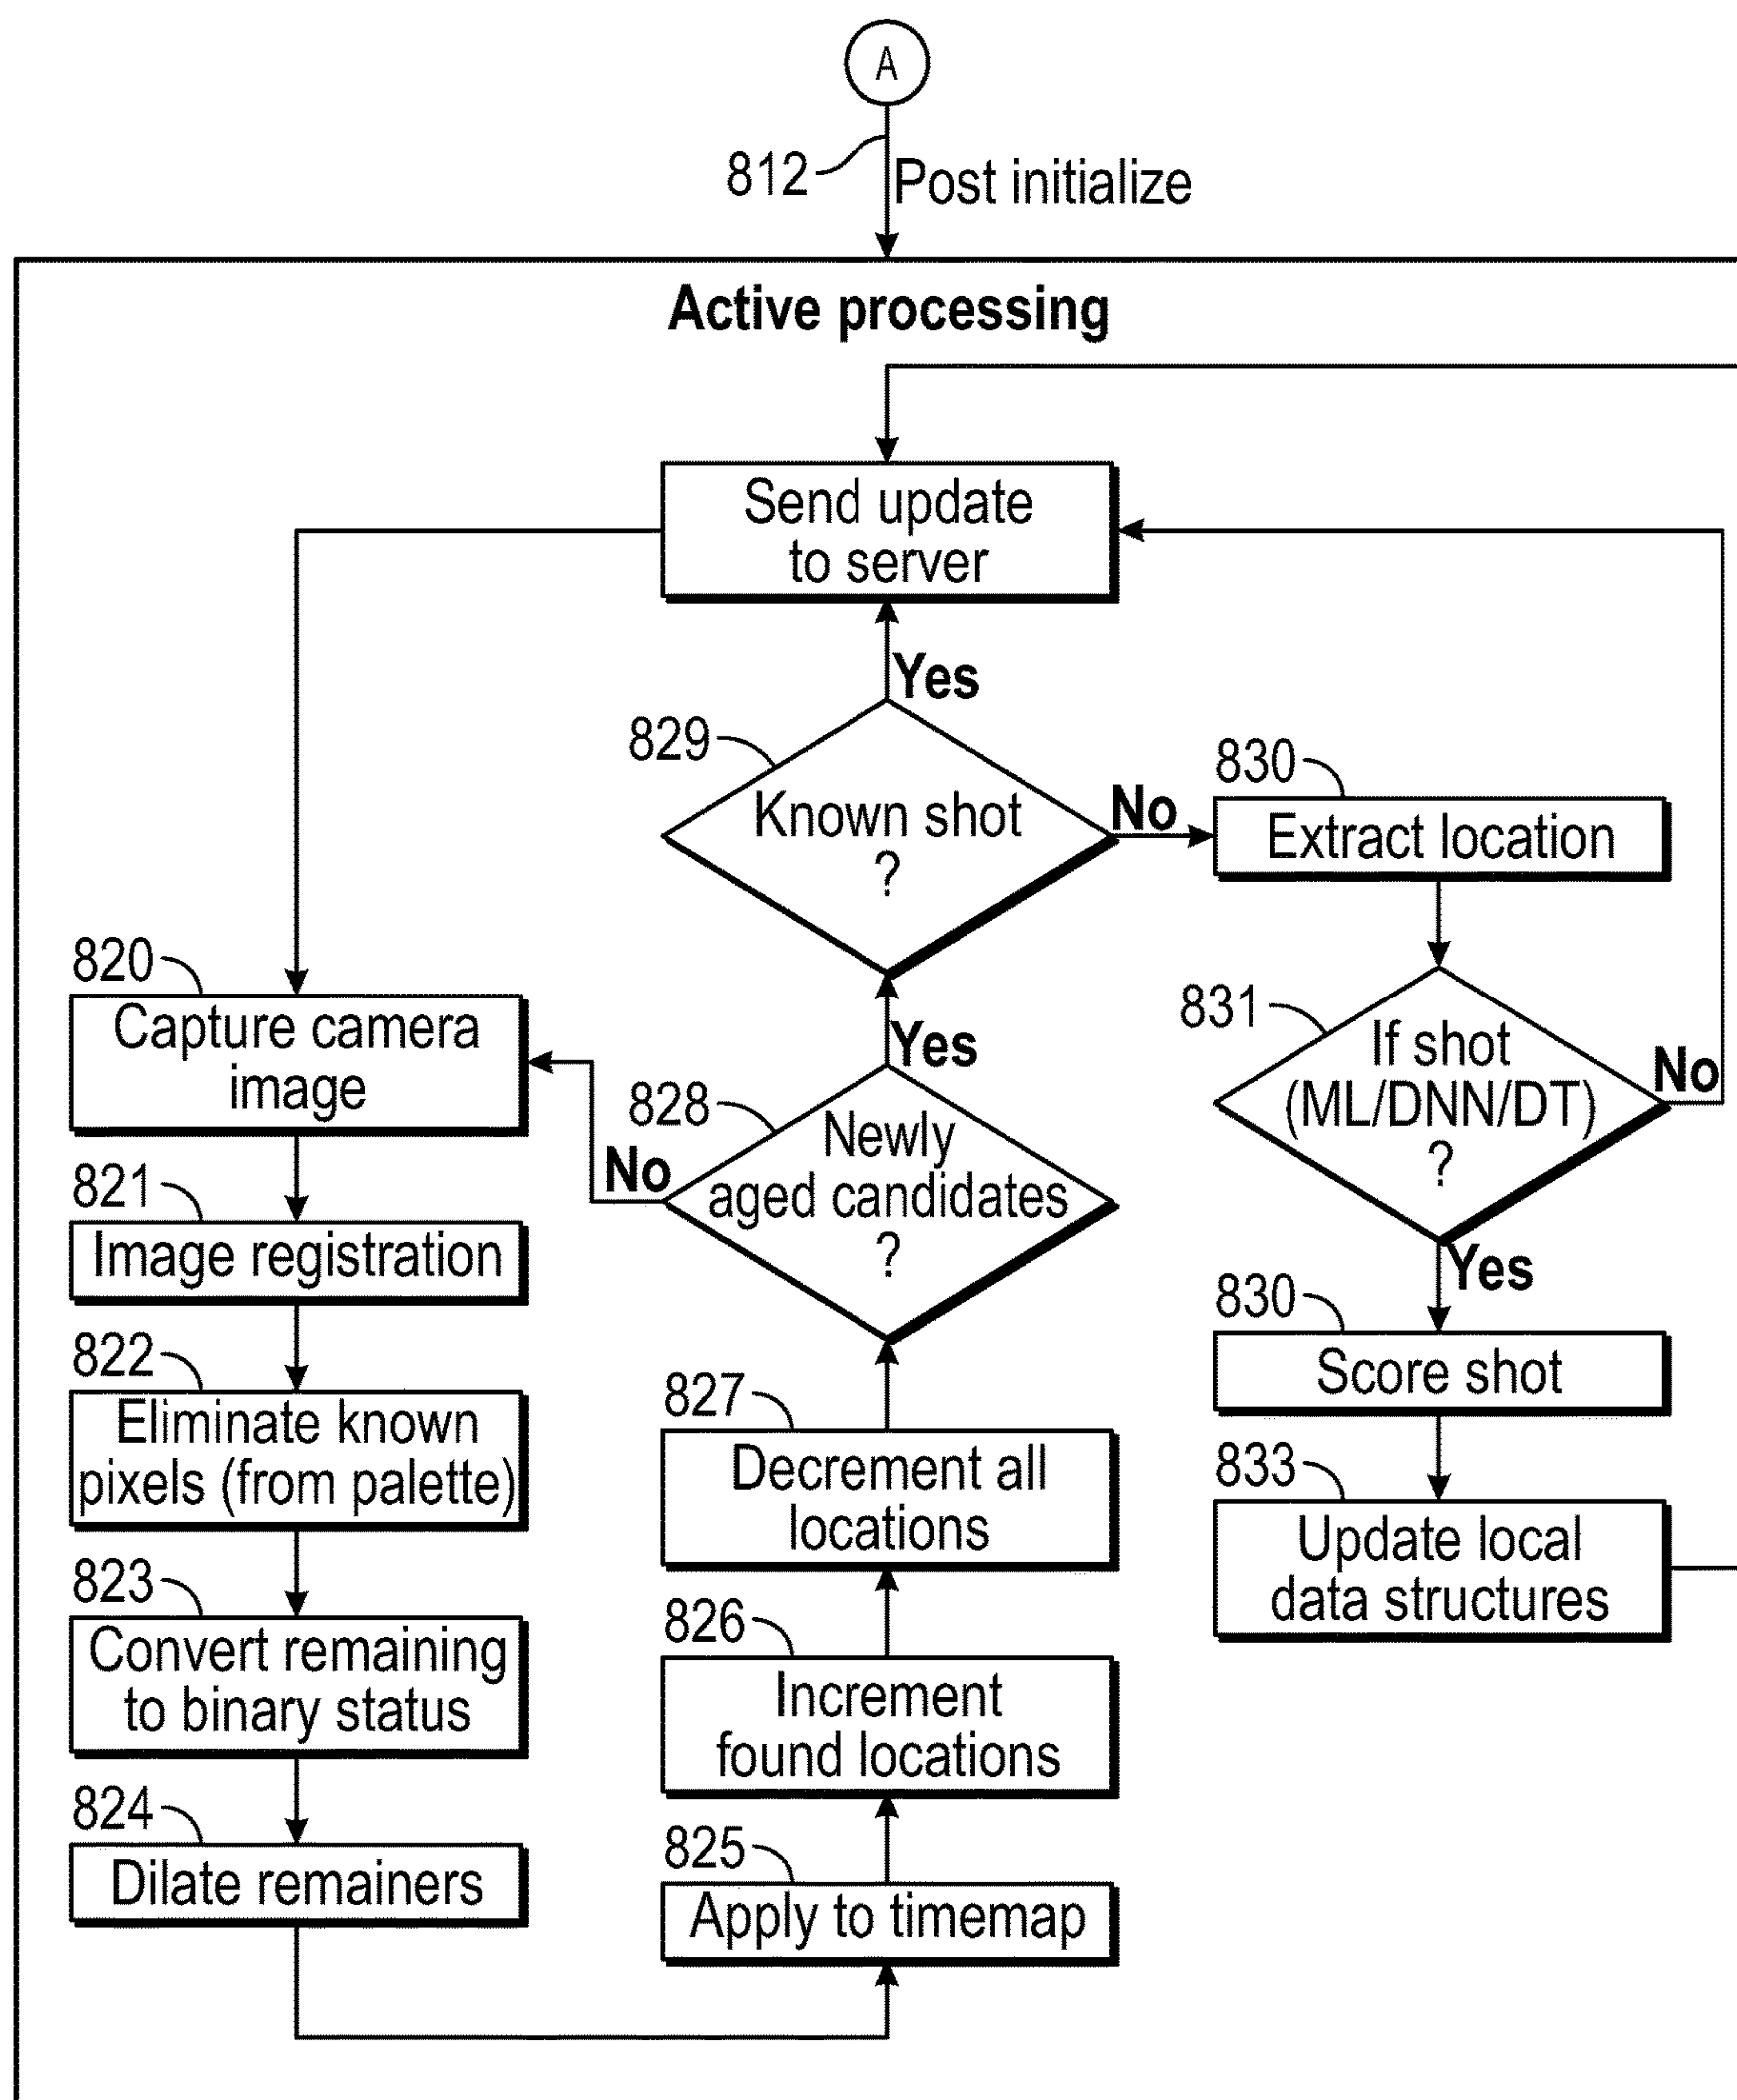 A
812
Post initialize
Active processing
Send update
to server
Yes
829
Known shot
?
No
830
Extract location
820
Capture camera
image
Yes
828
Newly
aged candidates
?
No
831
If shot
(ML/DNN/DT)
?
No
Yes
821
Image registration
822
Eliminate known
pixels (from palette)
823
Convert remaining
to binary status
824
Dilate remainers
827
Decrement all
locations
826
Increment
found locations
825
Apply to timemap
830
Score shot
833
Update local
data structures